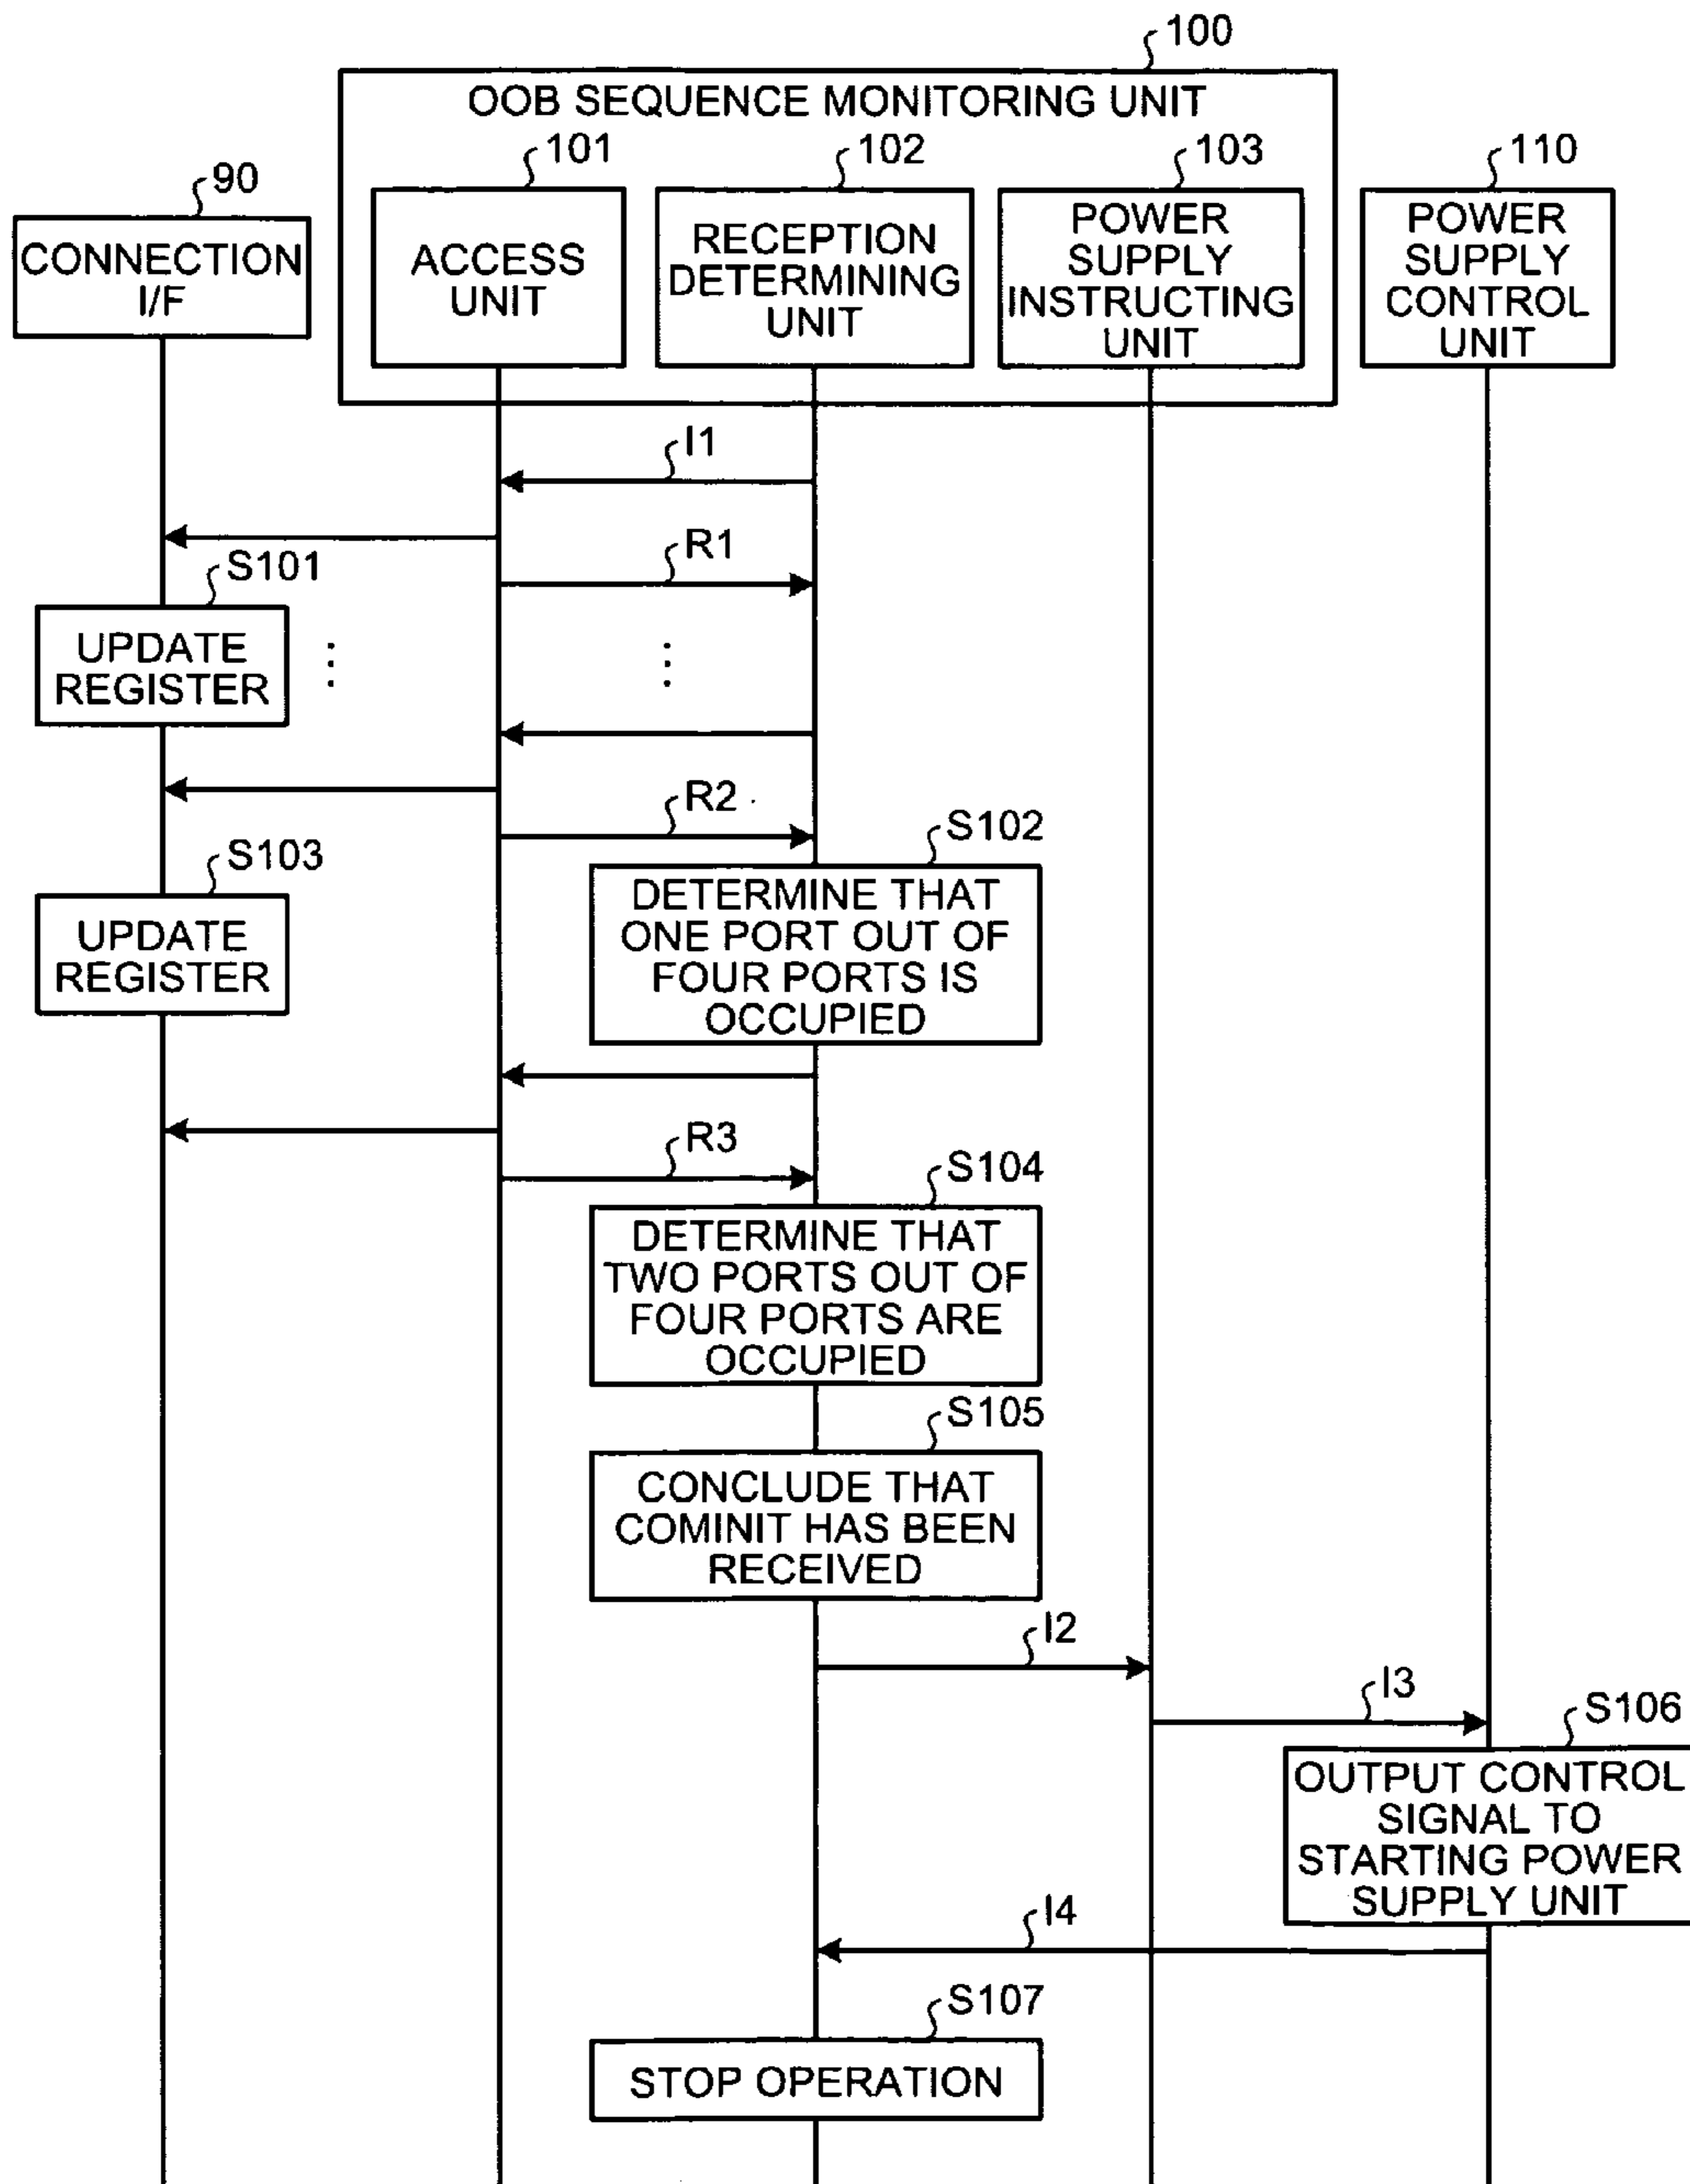 100
OOB SEQUENCE MONITORING UNIT
101
102
103
110
90
CONNECTION
I/F
ACCESS
UNIT
RECEPTION
DETERMINING
UNIT
POWER
SUPPLY
INSTRUCTING
UNIT
POWER
SUPPLY
CONTROL
UNIT
I1
R1
S101
UPDATE
REGISTER
R2
S102
DETERMINE THAT
ONE PORT OUT OF
FOUR PORTS IS
OCCUPIED
S103
UPDATE
REGISTER
R3
S104
DETERMINE THAT
TWO PORTS OUT OF
FOUR PORTS ARE
OCCUPIED
S105
CONCLUDE THAT
COMINIT HAS BEEN
RECEIVED
I2
I3
S106
OUTPUT CONTROL
SIGNAL TO
STARTING POWER
SUPPLY UNIT
I4
S107
STOP OPERATION